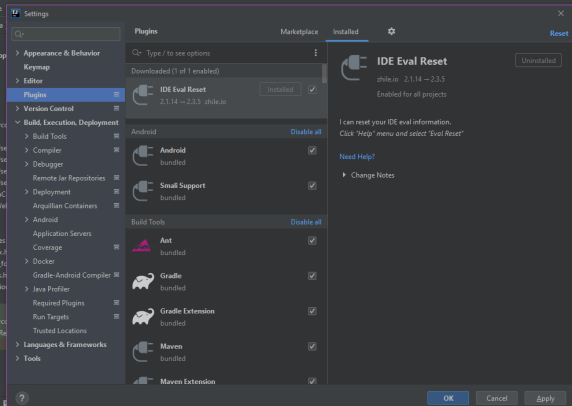 Settings
Plugins
Marketplace
Installed
Reset
Appearance & Behavior
Keymap
Editor
Plugins
Version Control
Build, Execution, Deployment
Build Tools
Compiler
Debugger
Remote Jar Repositories
Deployment
Arquillian Containers
Android
Application Servers
Coverage
Docker
Gradle-Android Compiler
Java Profiler
Required Plugins
Run Targets
Trusted Locations
Languages & Frameworks
Tools
Type / to see options
Downloaded (1 of 1 enabled)
IDE Eval Reset
Installed
2.1.14 → 2.3.5 zhile.io
Android
Disable all
Android
bundled
Smali Support
bundled
Build Tools
Disable all
Ant
bundled
Gradle
bundled
Gradle Extension
bundled
Maven
bundled
Maven Extension
IDE Eval Reset
Uninstalled
zhile.io 2.1.14 → 2.3.5
Enabled for all projects
I can reset your IDE eval information.
Click "Help" menu and select "Eval Reset"
Need Help?
Change Notes
?
OK
Cancel
Apply